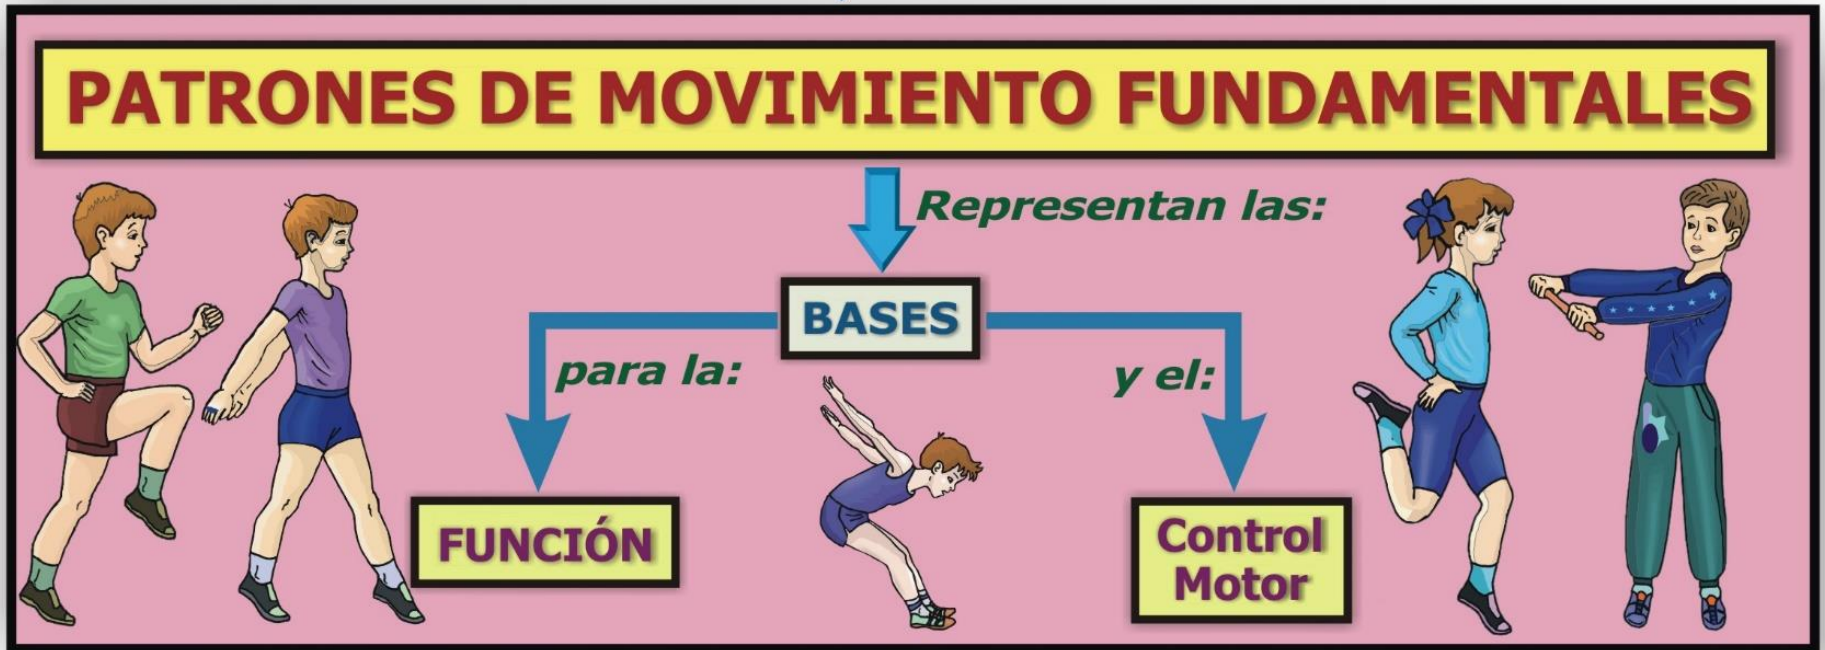 PATRONES DE MOVIMIENTO FUNDAMENTALES
Representan las:
BASES
para la:
y el:
FUNCIÓN
Control
Motor